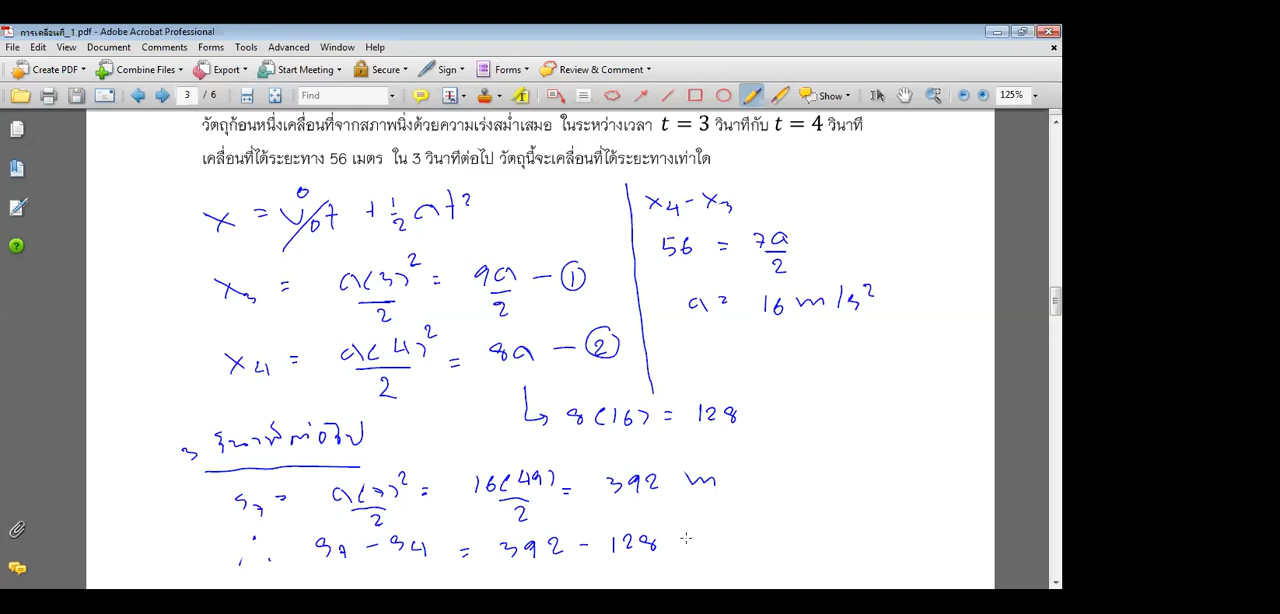 การเคลื่อนที่_1.pdf - Adobe Acrobat Professional
File Edit View Document Comments Forms Tools Advanced Window Help
Create PDF Combine Files Export Start Meeting Secure Sign Forms Review & Comment
3 / 6 Find Show 125%
วัตถุก้อนหนึ่งเคลื่อนที่จากสภาพนิ่งด้วยความเร่งสม่ำเสมอ ในระหว่างเวลา t = 3 วินาทีกับ t = 4 วินาที
เคลื่อนที่ได้ระยะทาง 56 เมตร ใน 3 วินาทีต่อไป วัตถุนี้จะเคลื่อนที่ได้ระยะทางเท่าใด
x = v₀t⁰ + 1/2 at²
x₃ = a(3)²/2 = 9a/2 - ①
x₄ = a(4)²/2 = 8a - ②
↳ 8(16) = 128
x₄ - x₃
56 = 7a/2
a = 16 m/s²
3 วินาทีต่อไป
s₇ = a(7)²/2 = 16(49)/2 = 392 m
∴ s₇ - s₄ = 392 - 128